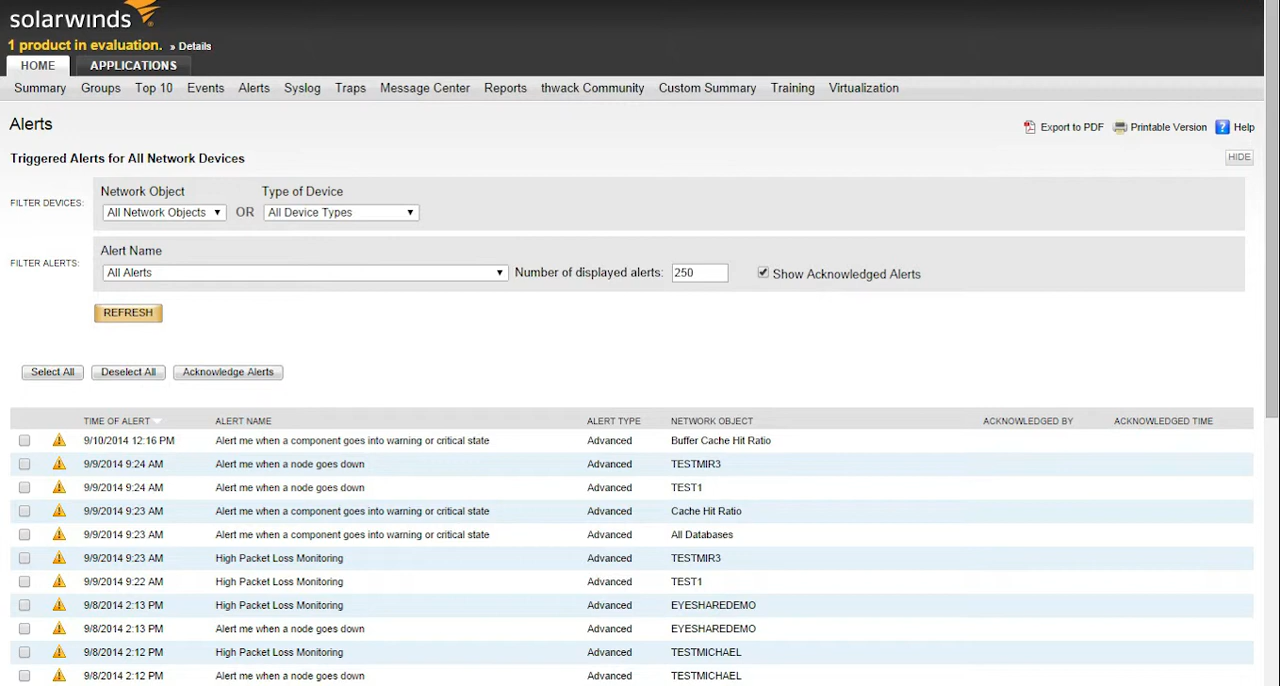 solarwinds
1 product in evaluation. » Details
HOME APPLICATIONS
Summary Groups Top 10 Events Alerts Syslog Traps Message Center Reports thwack Community Custom Summary Training Virtualization
Alerts
Export to PDF Printable Version ? Help
Triggered Alerts for All Network Devices
HIDE
Network Object Type of Device
FILTER DEVICES: All Network Objects OR All Device Types
Alert Name
FILTER ALERTS: All Alerts Number of displayed alerts: 250 Show Acknowledged Alerts
REFRESH
Select All Deselect All Acknowledge Alerts
TIME OF ALERT ALERT NAME ALERT TYPE NETWORK OBJECT ACKNOWLEDGED BY ACKNOWLEDGED TIME
9/10/2014 12:16 PM Alert me when a component goes into warning or critical state Advanced Buffer Cache Hit Ratio
9/9/2014 9:24 AM Alert me when a node goes down Advanced TESTMIR3
9/9/2014 9:24 AM Alert me when a node goes down Advanced TEST1
9/9/2014 9:23 AM Alert me when a component goes into warning or critical state Advanced Cache Hit Ratio
9/9/2014 9:23 AM Alert me when a component goes into warning or critical state Advanced All Databases
9/9/2014 9:23 AM High Packet Loss Monitoring Advanced TESTMIR3
9/9/2014 9:22 AM High Packet Loss Monitoring Advanced TEST1
9/8/2014 2:13 PM High Packet Loss Monitoring Advanced EYESHAREDEMO
9/8/2014 2:13 PM Alert me when a node goes down Advanced EYESHAREDEMO
9/8/2014 2:12 PM High Packet Loss Monitoring Advanced TESTMICHAEL
9/8/2014 2:12 PM Alert me when a node goes down Advanced TESTMICHAEL